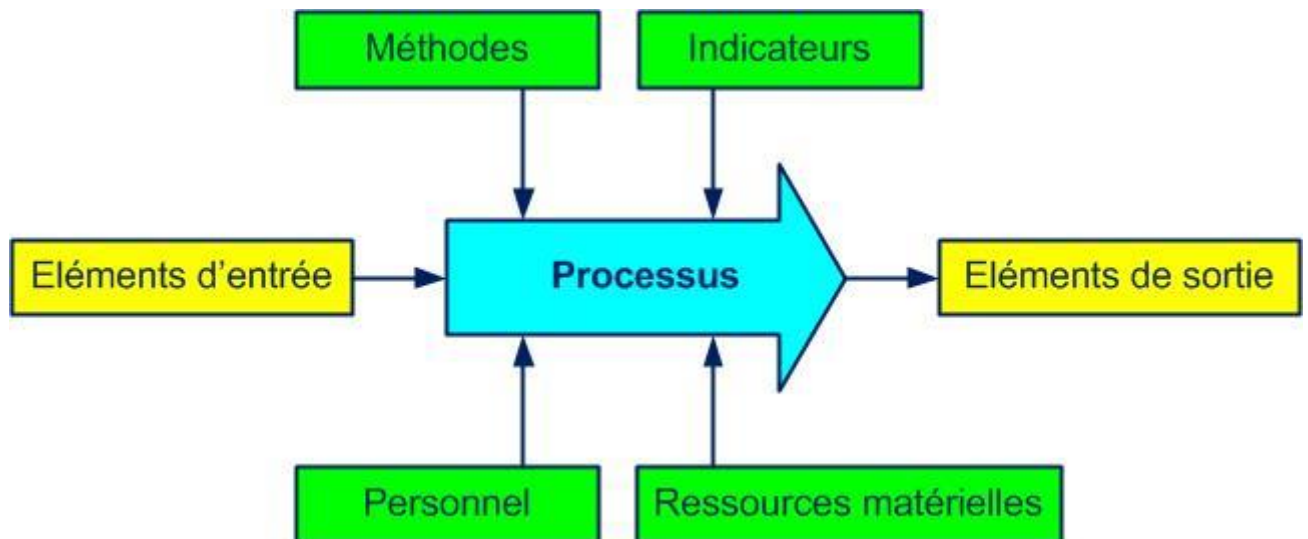 Méthodes
Indicateurs
Eléments d’entrée
Processus
Eléments de sortie
Personnel
Ressources matérielles